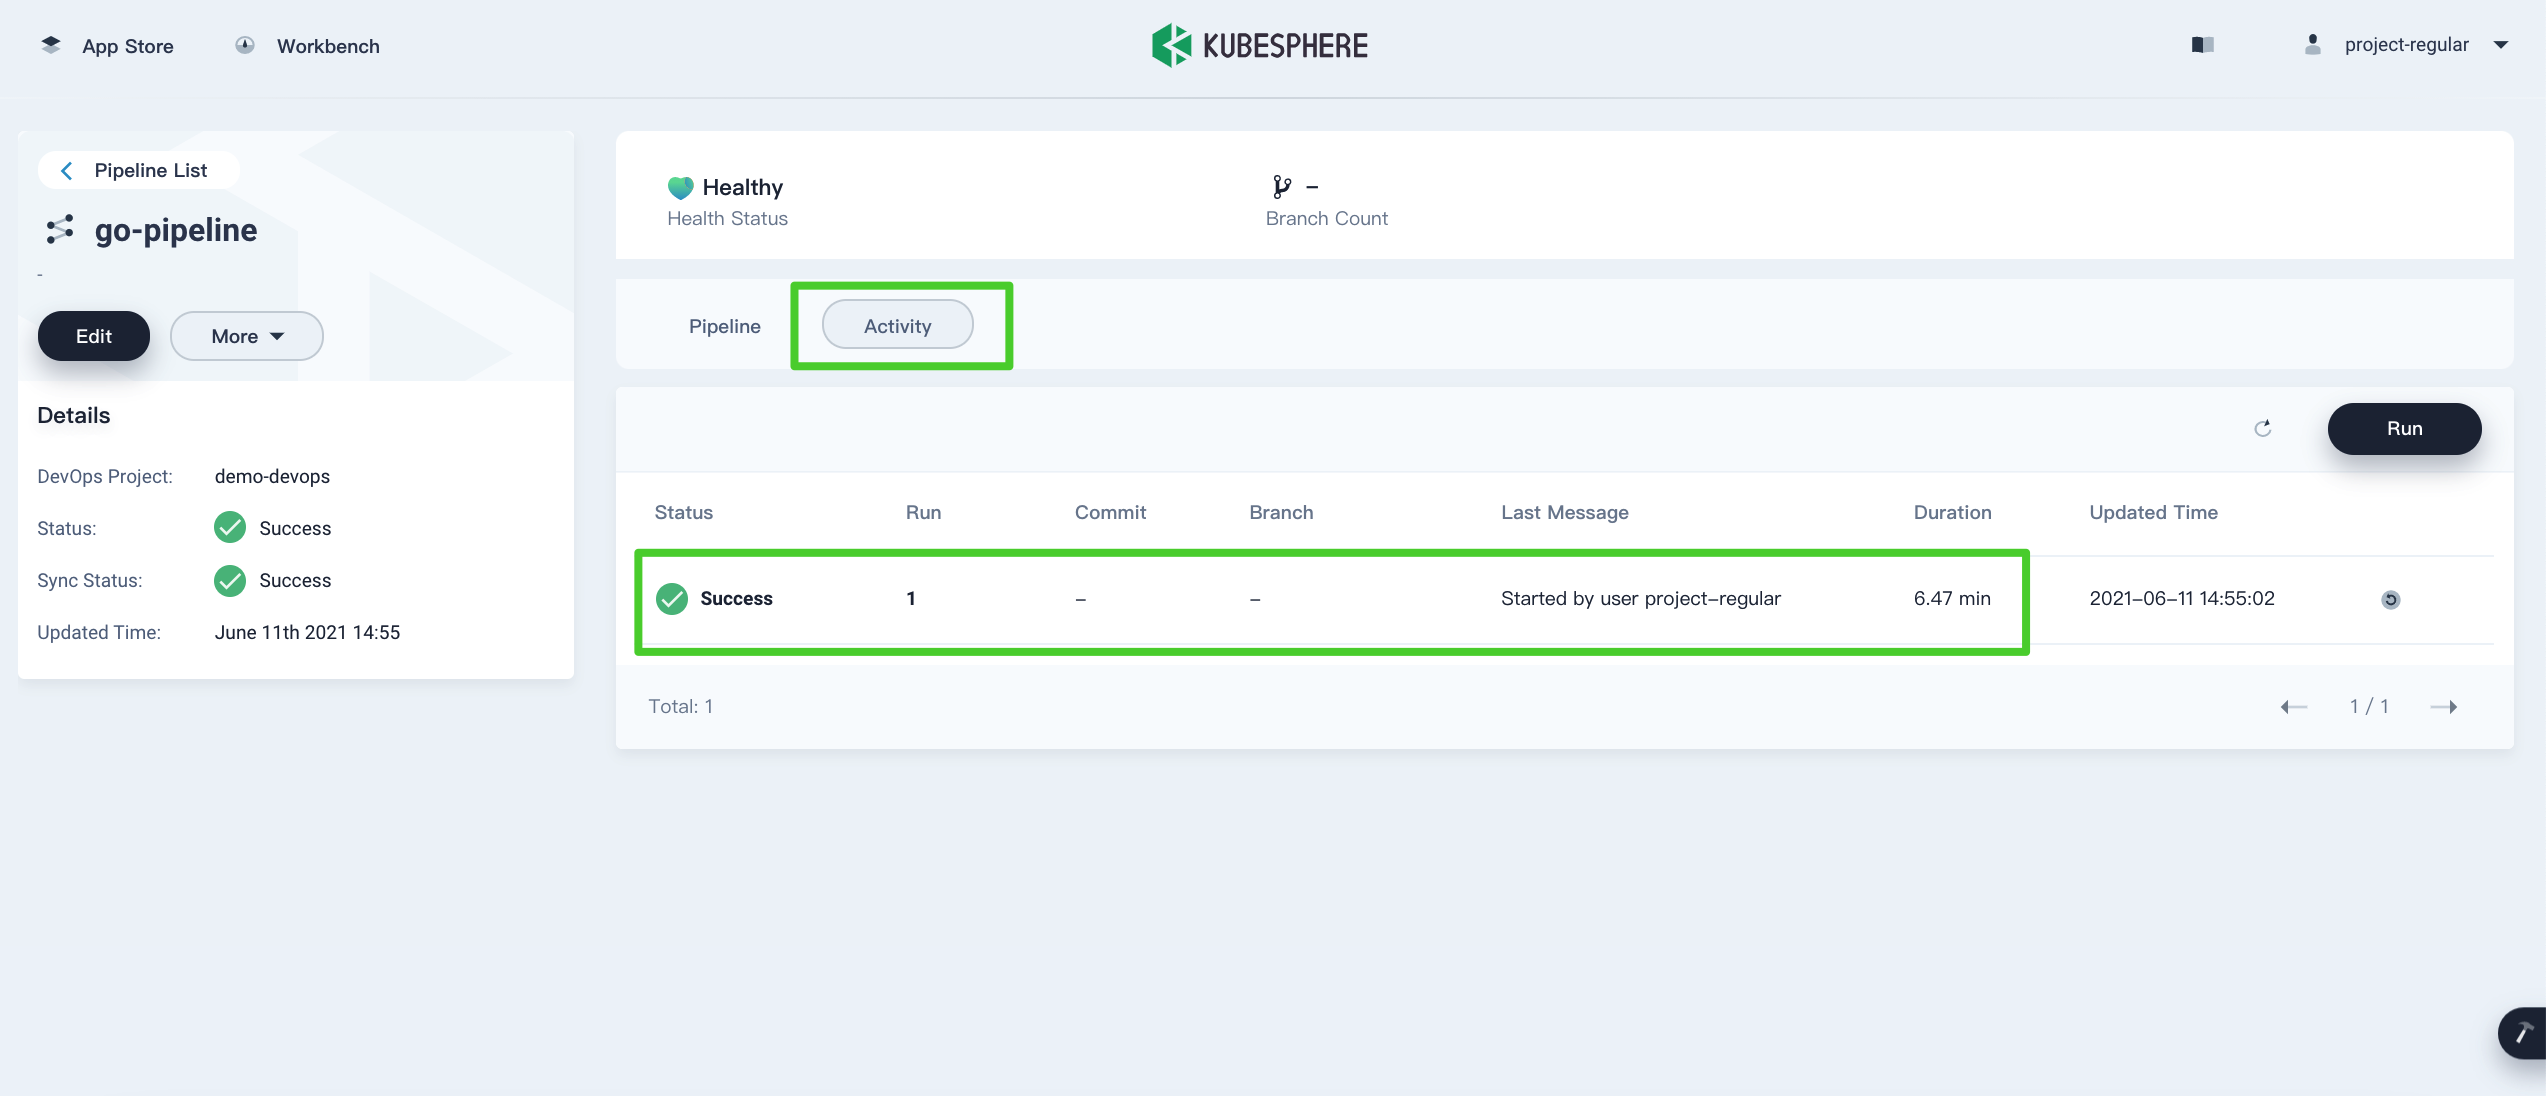 App Store
Workbench
KUBESPHERE
project-regular
Pipeline List
go-pipeline
-
Edit
More
Details
DevOps Project: demo-devops
Status: Success
Sync Status: Success
Updated Time: June 11th 2021 14:55
Healthy
Health Status
–
Branch Count
Pipeline
Activity
Run
Status Run Commit Branch Last Message Duration Updated Time
Success 1 – – Started by user project-regular 6.47 min 2021-06-11 14:55:02
Total: 1
1 / 1